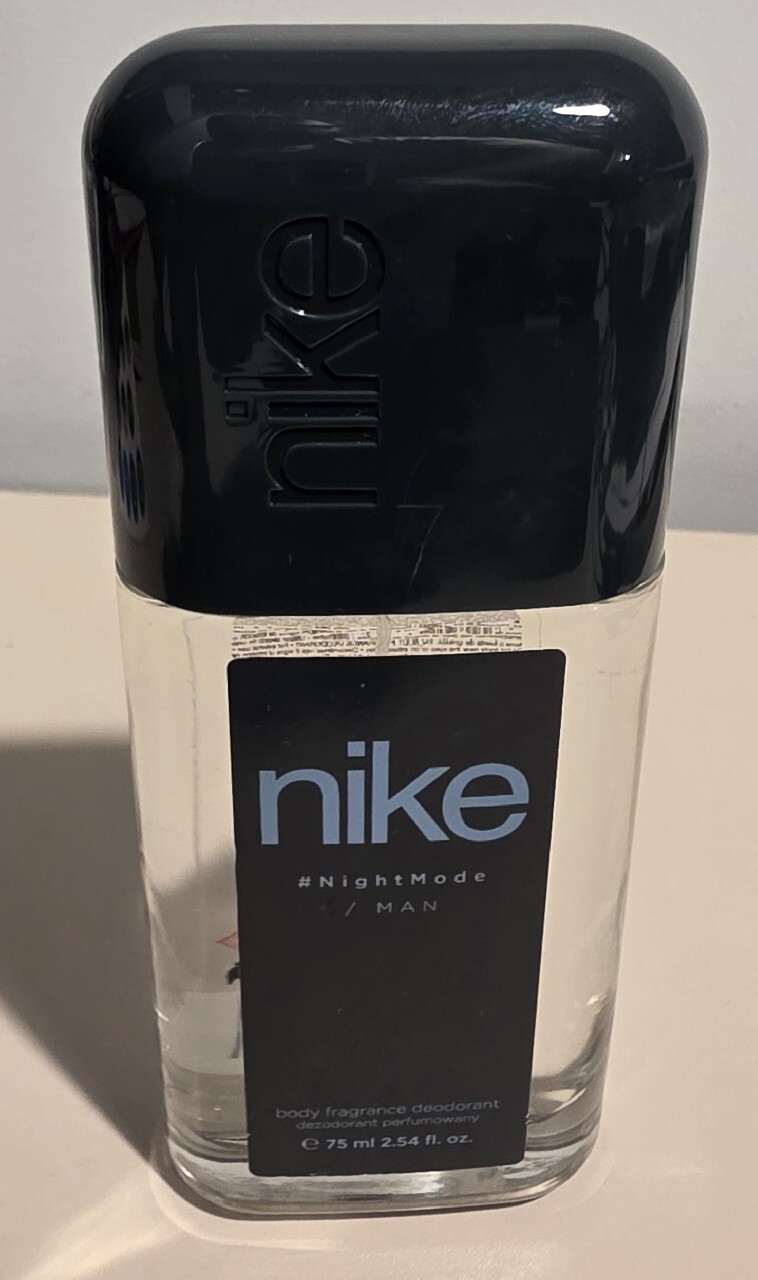 nike
nike
#NightMode
/ MAN
body fragrance deodorant
dezodorant perfumowany
℮ 75 ml 2.54 fl. oz.